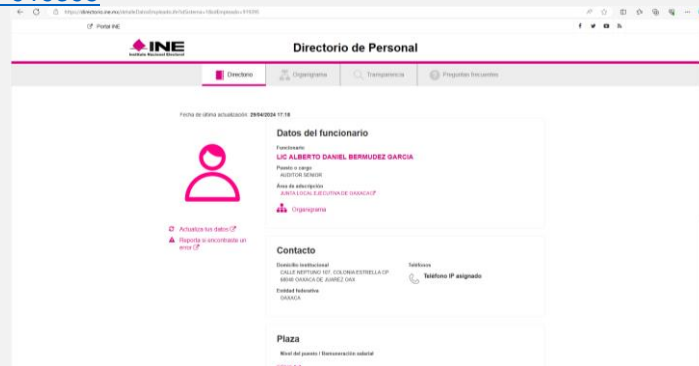 Portal INE
INE
Instituto Nacional Electoral
Directorio de Personal
Directorio
Organigrama
Transparencia
Preguntas frecuentes
Fecha de última actualización: 29/04/2024 17:18
Datos del funcionario
Funcionario
LIC ALBERTO DANIEL BERMUDEZ GARCIA
Puesto o cargo
AUDITOR SENIOR
Área de adscripción
JUNTA LOCAL EJECUTIVA DE OAXACA
Organigrama
Actualiza tus datos
Reporta si encontraste un
error
Contacto
Domicilio institucional
CALLE NEPTUNO 107, COLONIA ESTRELLA CP.
68040 OAXACA DE JUAREZ OAX
Entidad federativa
OAXACA
Teléfonos
Teléfono IP asignado
Plaza
Nivel del puesto / Remuneración salarial